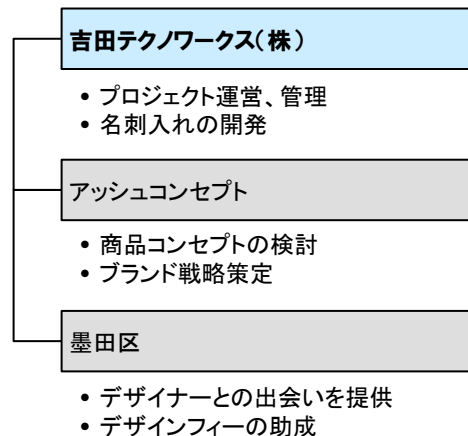 吉田テクノワークス(株)
• プロジェクト運営、管理
• 名刺入れの開発
アッシュコンセプト
• 商品コンセプトの検討
• ブランド戦略策定
墨田区
• デザイナーとの出会いを提供
• デザインフィーの助成